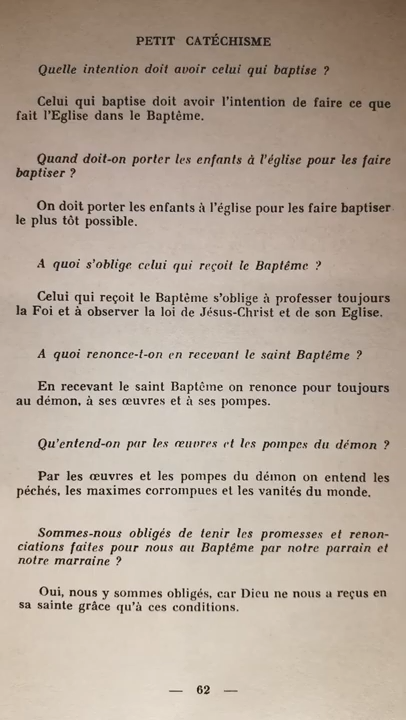 PETIT CATÉCHISME
Quelle intention doit avoir celui qui baptise ?
Celui qui baptise doit avoir l'intention de faire ce que
fait l'Eglise dans le Baptême.
Quand doit-on porter les enfants à l'église pour les faire
baptiser ?
On doit porter les enfants à l'église pour les faire baptiser
le plus tôt possible.
A quoi s'oblige celui qui reçoit le Baptême ?
Celui qui reçoit le Baptême s'oblige à professer toujours
la Foi et à observer la loi de Jésus-Christ et de son Eglise.
A quoi renonce-t-on en recevant le saint Baptême ?
En recevant le saint Baptême on renonce pour toujours
au démon, à ses œuvres et à ses pompes.
Qu'entend-on par les œuvres et les pompes du démon ?
Par les œuvres et les pompes du démon on entend les
péchés, les maximes corrompues et les vanités du monde.
Sommes-nous obligés de tenir les promesses et renon-
ciations faites pour nous au Baptême par notre parrain et
notre marraine ?
Oui, nous y sommes obligés, car Dieu ne nous a reçus en
sa sainte grâce qu'à ces conditions.
— 62 —